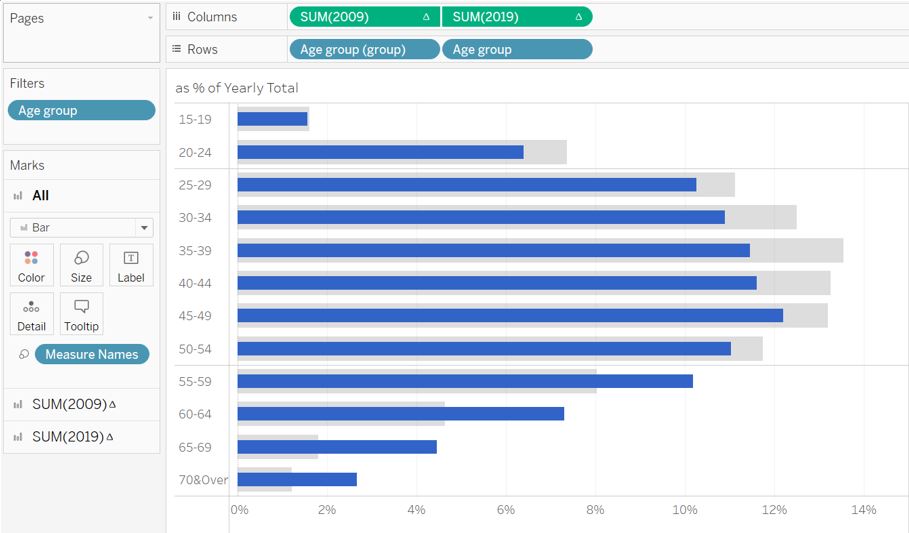 Pages
Columns SUM(2009) Δ SUM(2019) Δ
Rows Age group (group) Age group
Filters
Age group
Marks
All
Bar
Color Size Label
Detail Tooltip
Measure Names
SUM(2009) Δ
SUM(2019) Δ
as % of Yearly Total
15-19
20-24
25-29
30-34
35-39
40-44
45-49
50-54
55-59
60-64
65-69
70&Over
0% 2% 4% 6% 8% 10% 12% 14%